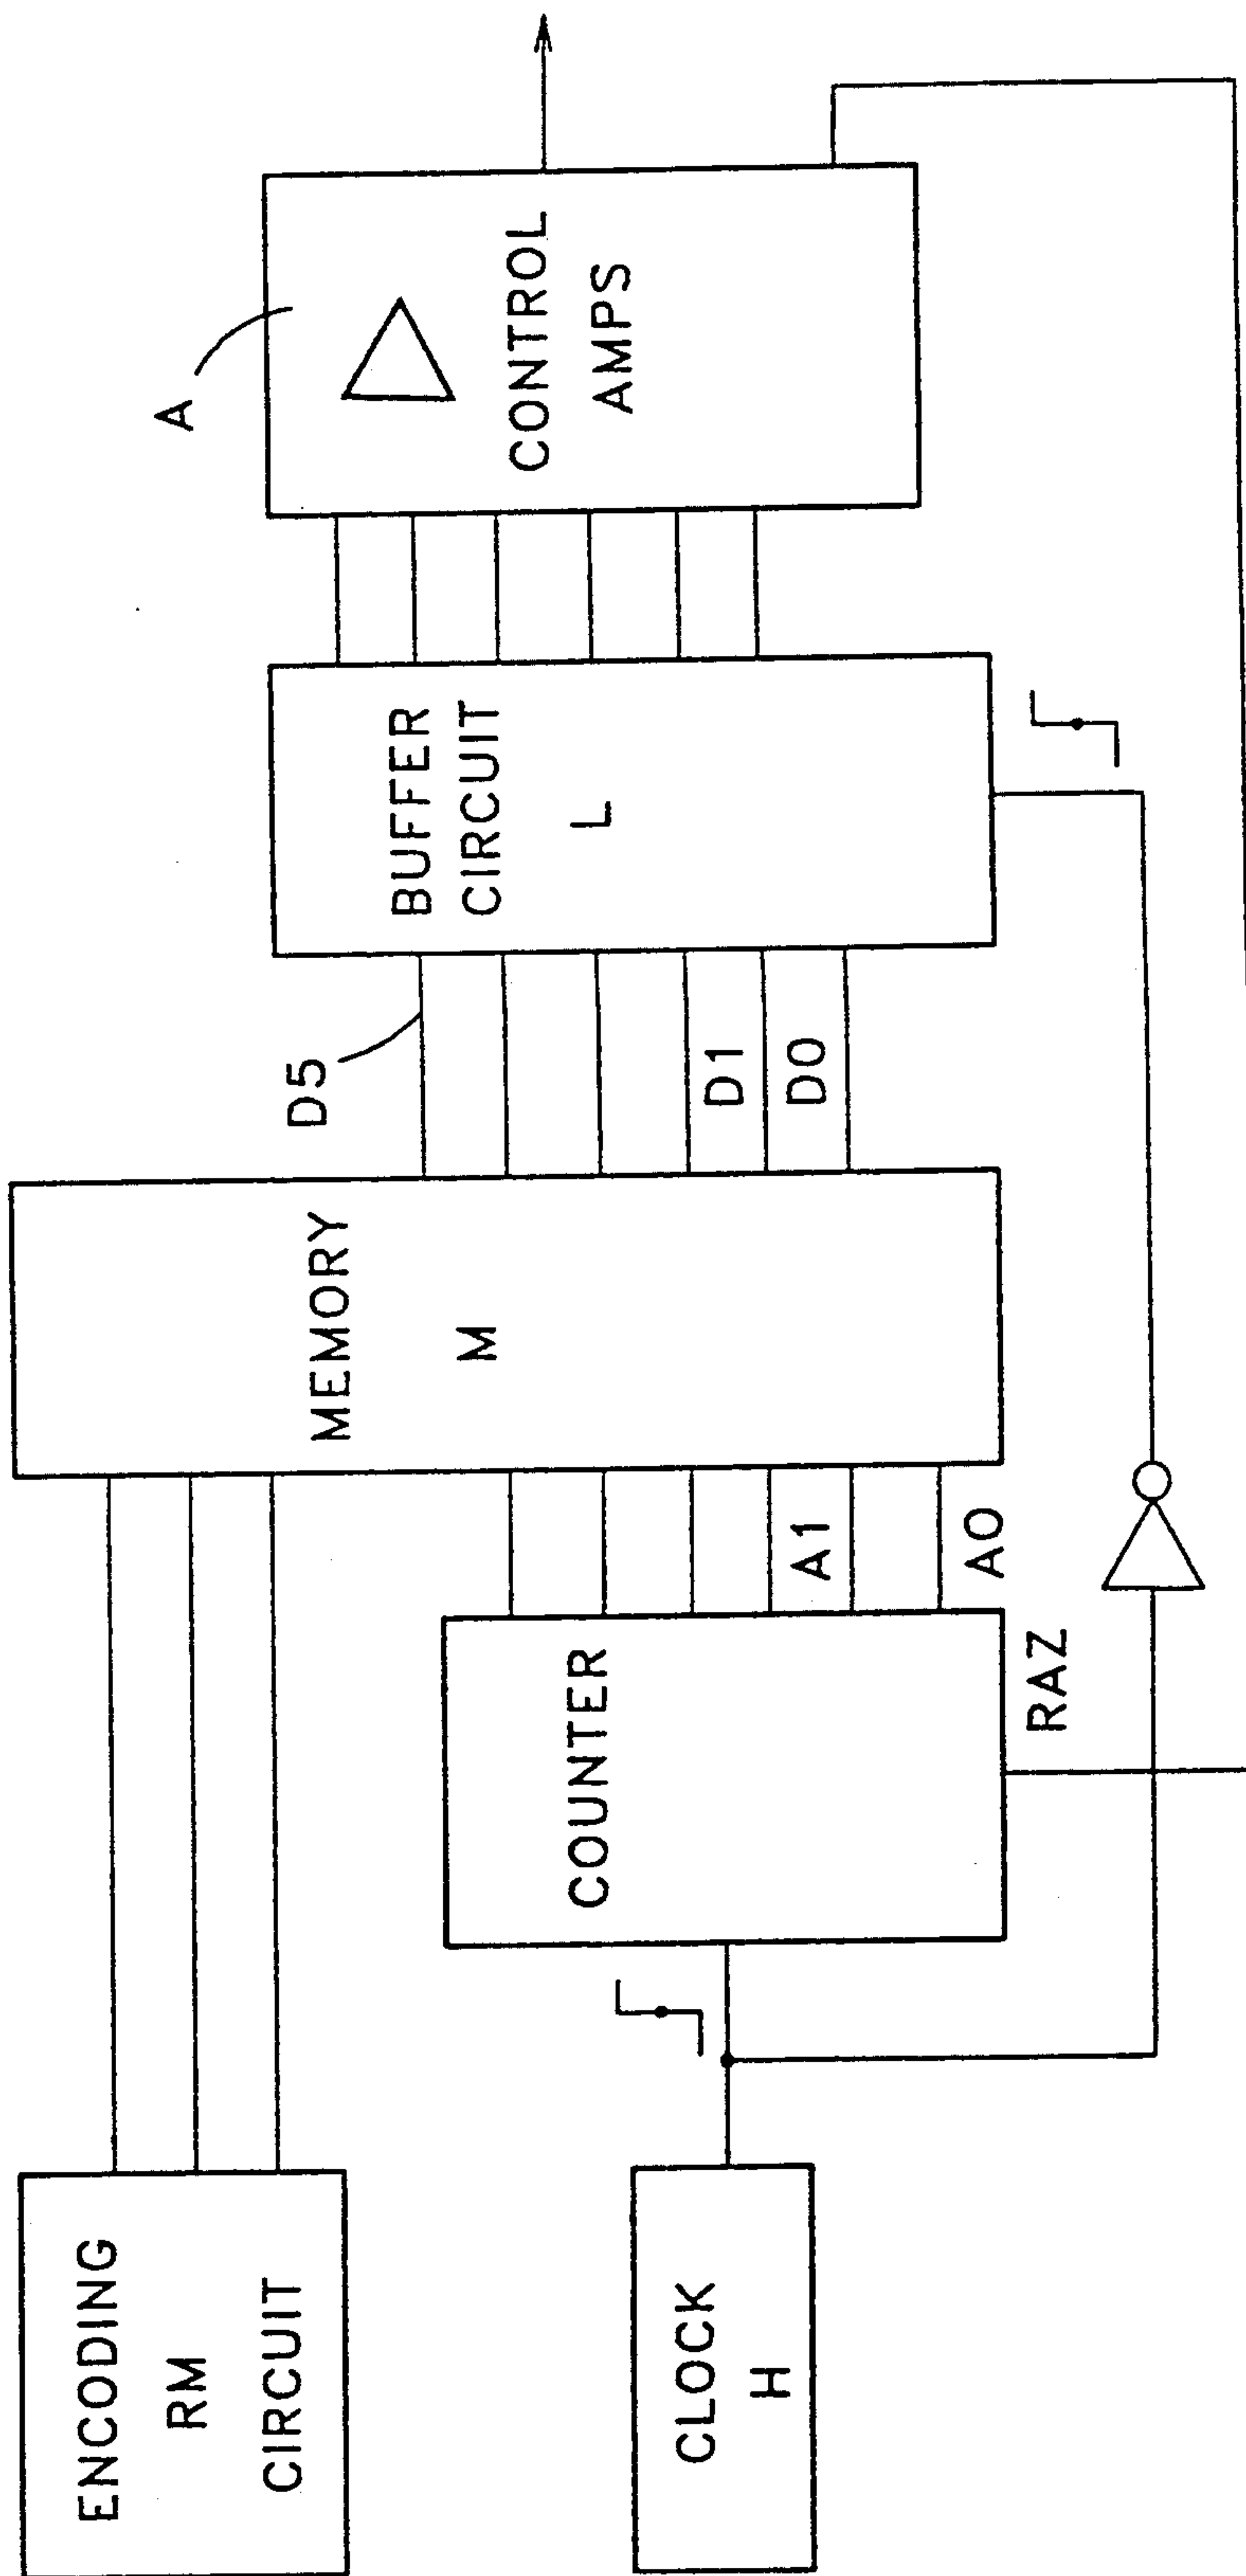 ENCODING
RM
CIRCUIT
CLOCK
H
COUNTER
RAZ
A1
A0
MEMORY
M
D5
D1
D0
BUFFER
CIRCUIT
L
A
CONTROL
AMPS